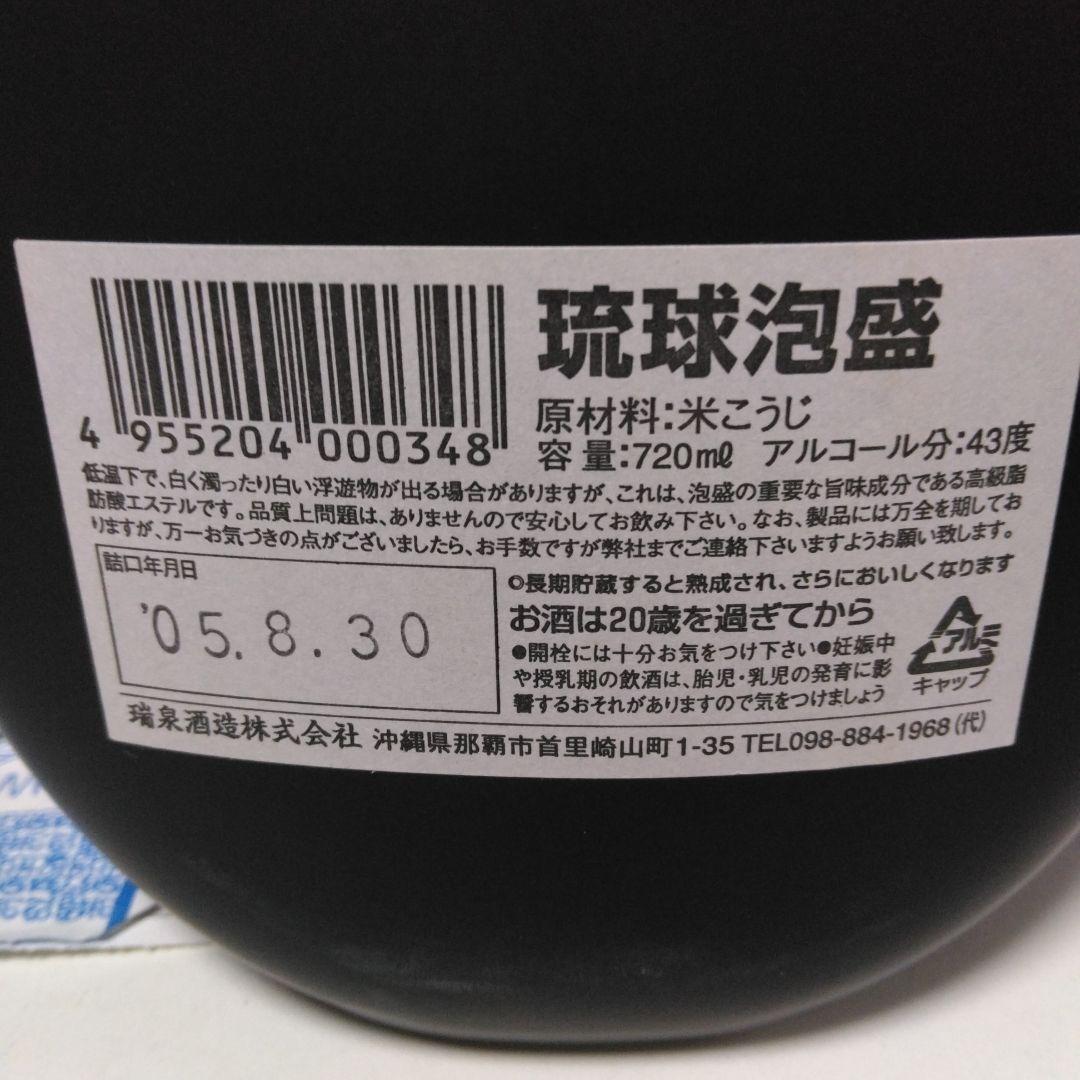 琉球泡盛
原材料:米こうじ
容量:720mℓ アルコール分:43度
4 955204 000348
低温下で、白く濁ったり白い浮遊物が出る場合がありますが、これは、泡盛の重要な旨味成分である高級脂
肪酸エステルです。品質上問題は、ありませんので安心してお飲み下さい。なお、製品には万全を期してお
りますが、万一お気づきの点がございましたら、お手数ですが弊社までご連絡下さいますようお願い致します。
詰口年月日
'05.8.30
◎長期貯蔵すると熟成され、さらにおいしくなります
お酒は20歳を過ぎてから
●開栓には十分お気をつけ下さい●妊娠中
や授乳期の飲酒は、胎児・乳児の発育に影
響するおそれがありますので気をつけましょう
アルミ
キャップ
瑞泉酒造株式会社 沖縄県那覇市首里崎山町1-35 TEL098-884-1968(代)